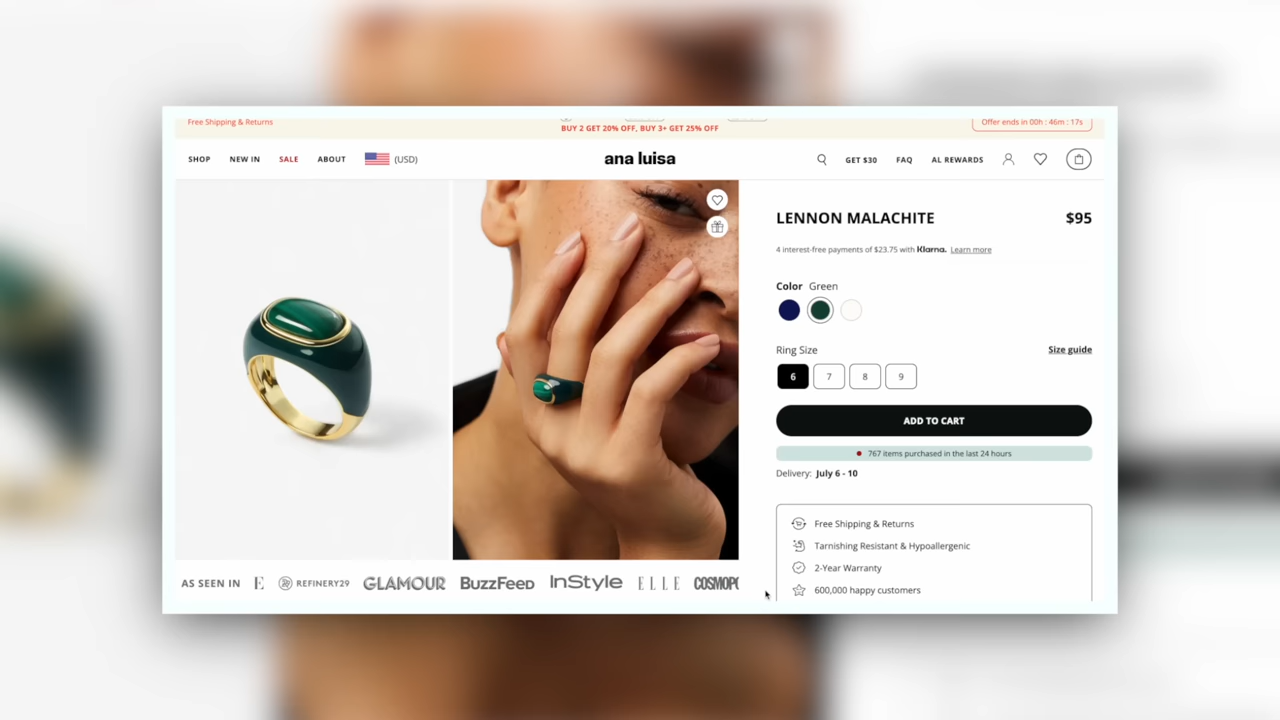 Free Shipping & Returns
BUY 2 GET 20% OFF, BUY 3+ GET 25% OFF
Offer ends in 00h : 46m : 17s
SHOP NEW IN SALE ABOUT (USD)
ana luisa
GET $30 FAQ AL REWARDS
LENNON MALACHITE $95
4 interest-free payments of $23.75 with Klarna. Learn more
Color Green
Ring Size Size guide
6 7 8 9
ADD TO CART
767 items purchased in the last 24 hours
Delivery: July 6 - 10
Free Shipping & Returns
Tarnishing Resistant & Hypoallergenic
2-Year Warranty
600,000 happy customers
AS SEEN IN E REFINERY29 GLAMOUR BuzzFeed InStyle ELLE COSMOPO